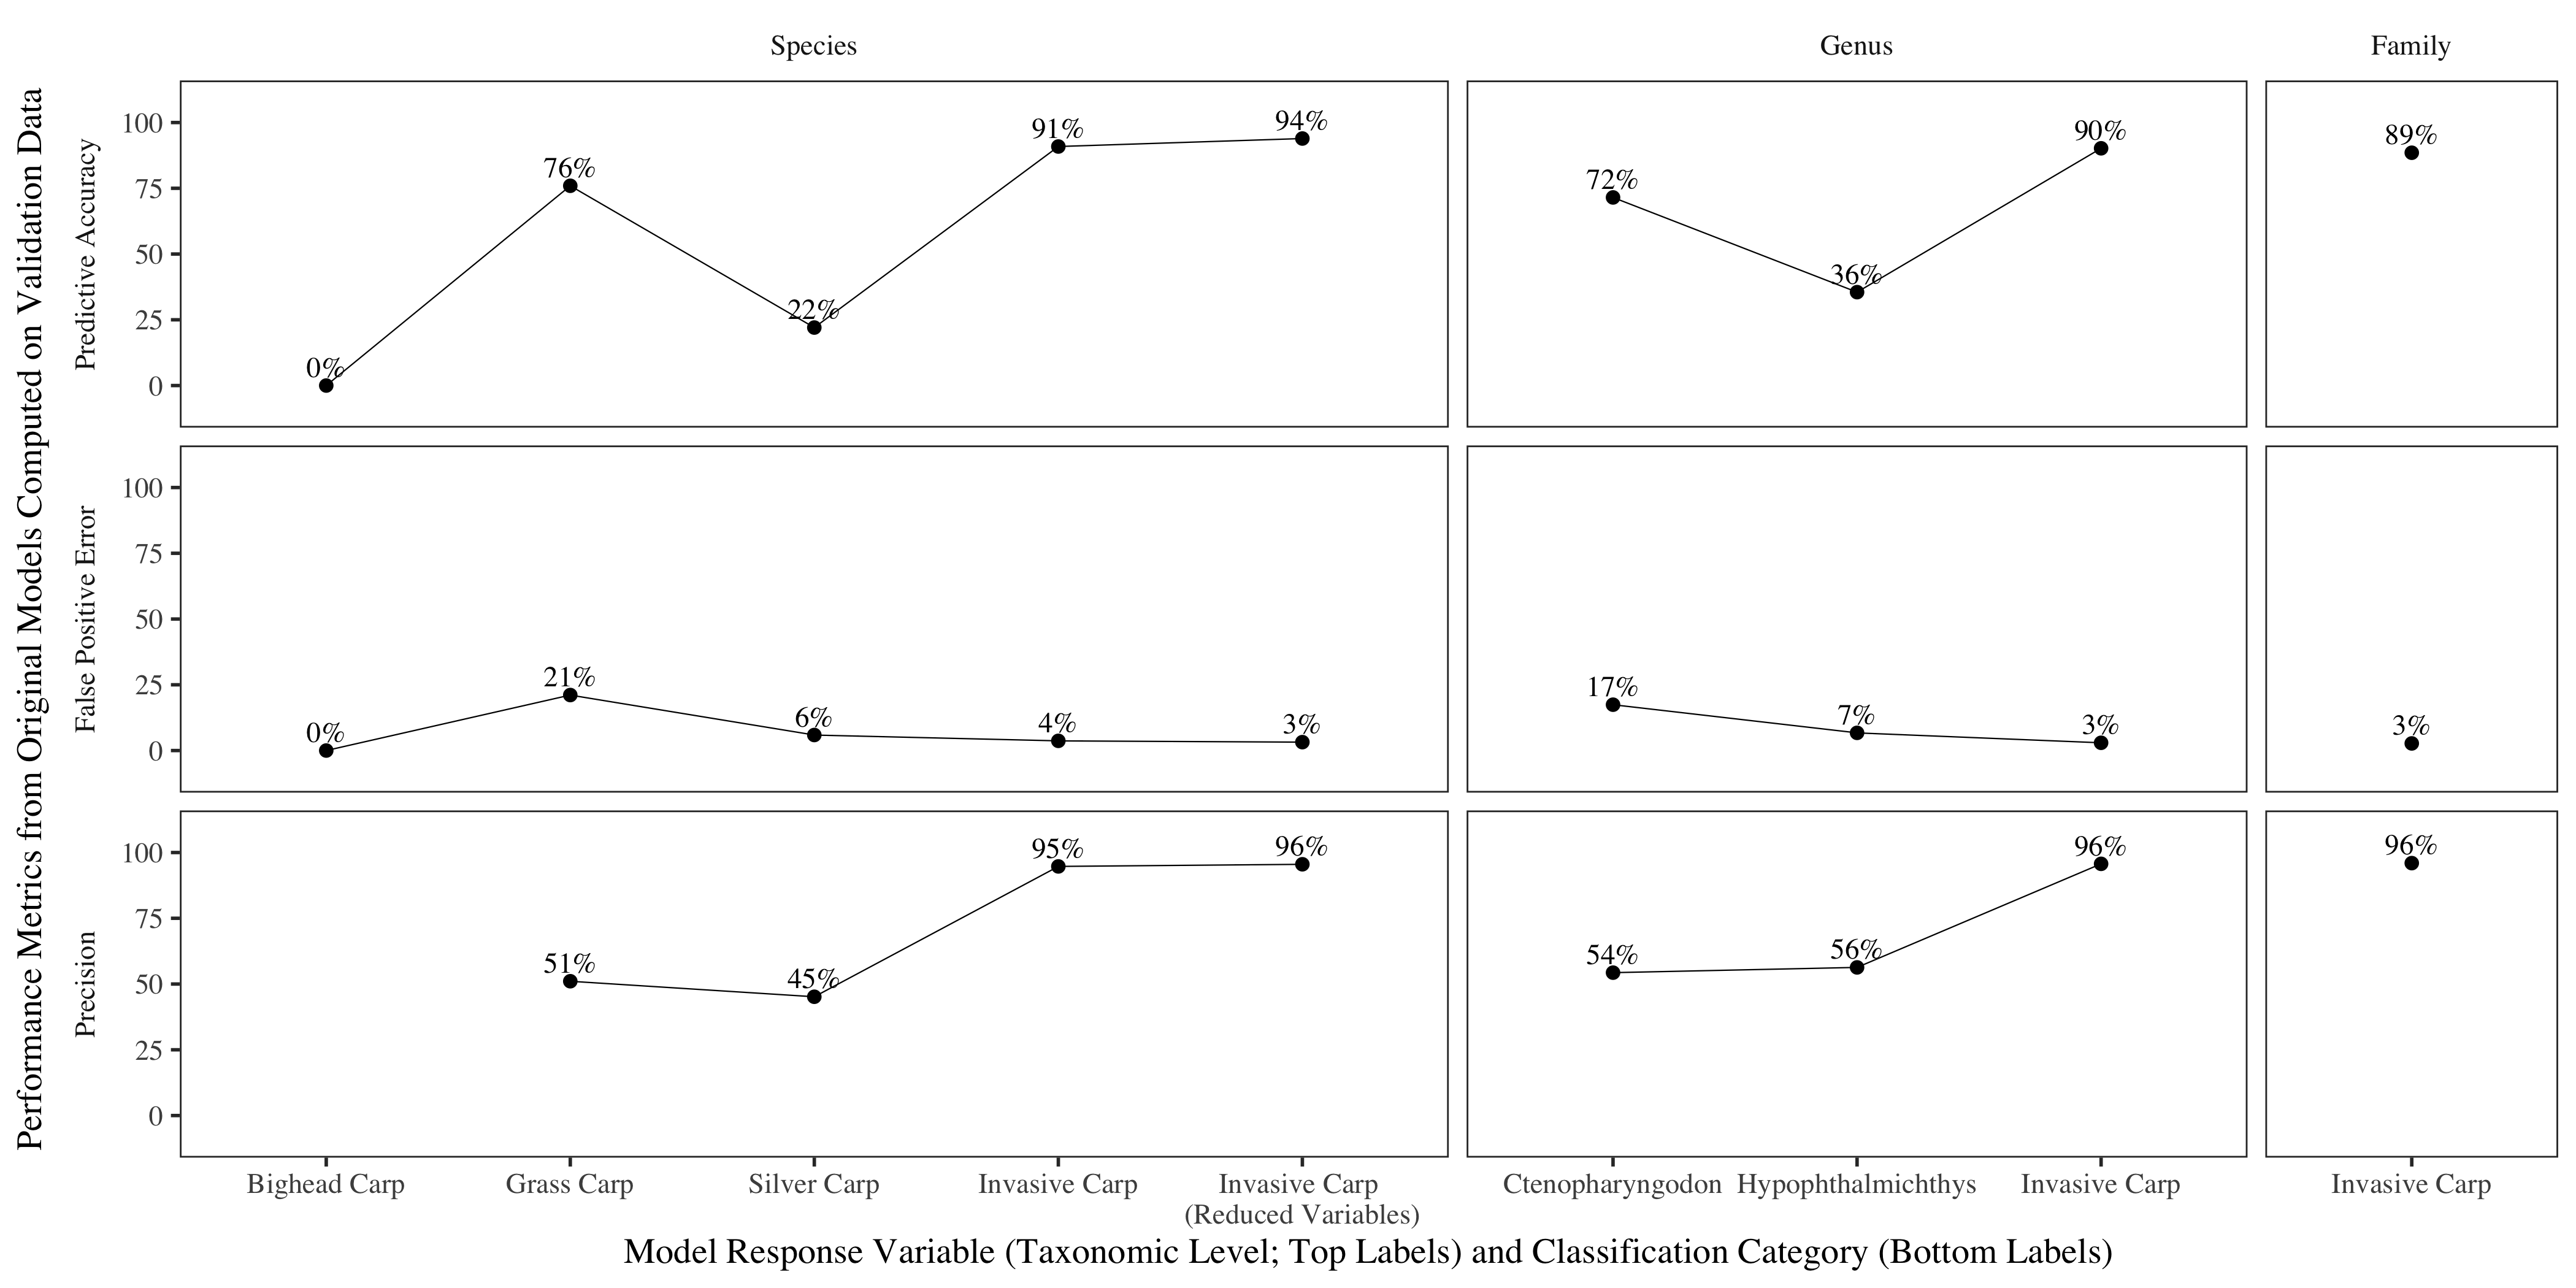 Species
Genus
Family
Performance Metrics from Original Models Computed on Validation Data
Predictive Accuracy
100
75
50
25
0
0%
76%
22%
91%
94%
72%
36%
90%
89%
False Positive Error
100
75
50
25
0
0%
21%
6%
4%
3%
17%
7%
3%
3%
Precision
100
75
50
25
0
51%
45%
95%
96%
54%
56%
96%
96%
Bighead Carp
Grass Carp
Silver Carp
Invasive Carp
Invasive Carp
(Reduced Variables)
Ctenopharyngodon
Hypophthalmichthys
Invasive Carp
Invasive Carp
Model Response Variable (Taxonomic Level; Top Labels) and Classification Category (Bottom Labels)